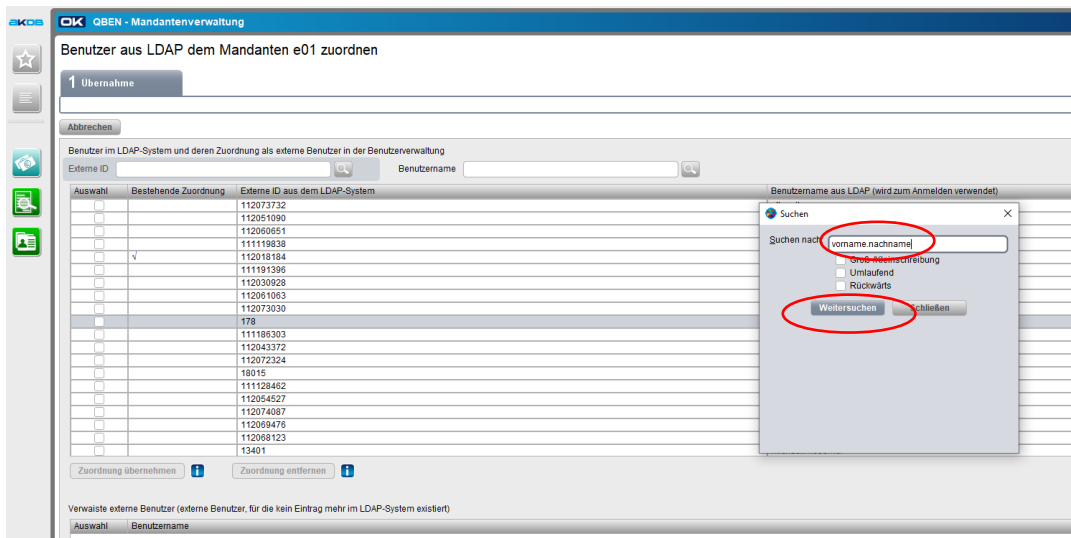 AKDB
OK QBEN - Mandantenverwaltung
Benutzer aus LDAP dem Mandanten e01 zuordnen
1 Übernahme
Abbrechen
Benutzer im LDAP-System und deren Zuordnung als externe Benutzer in der Benutzerverwaltung
Externe ID Benutzername
Auswahl Bestehende Zuordnung Externe ID aus dem LDAP-System Benutzername aus LDAP (wird zum Anmelden verwendet)
112073732
112051090
112060651
111119838
√ 112018184
111191396
112030928
112061063
112073030
178
111186303
112043372
112072324
18015
111128462
112054527
112074087
112069476
112068123
13401
Suchen
Suchen nach vorname.nachname
Groß-/Kleinschreibung
Umlaufend
Rückwärts
Weitersuchen Schließen
Zuordnung übernehmen Zuordnung entfernen
Verwaiste externe Benutzer (externe Benutzer, für die kein Eintrag mehr im LDAP-System existiert)
Auswahl Benutzername